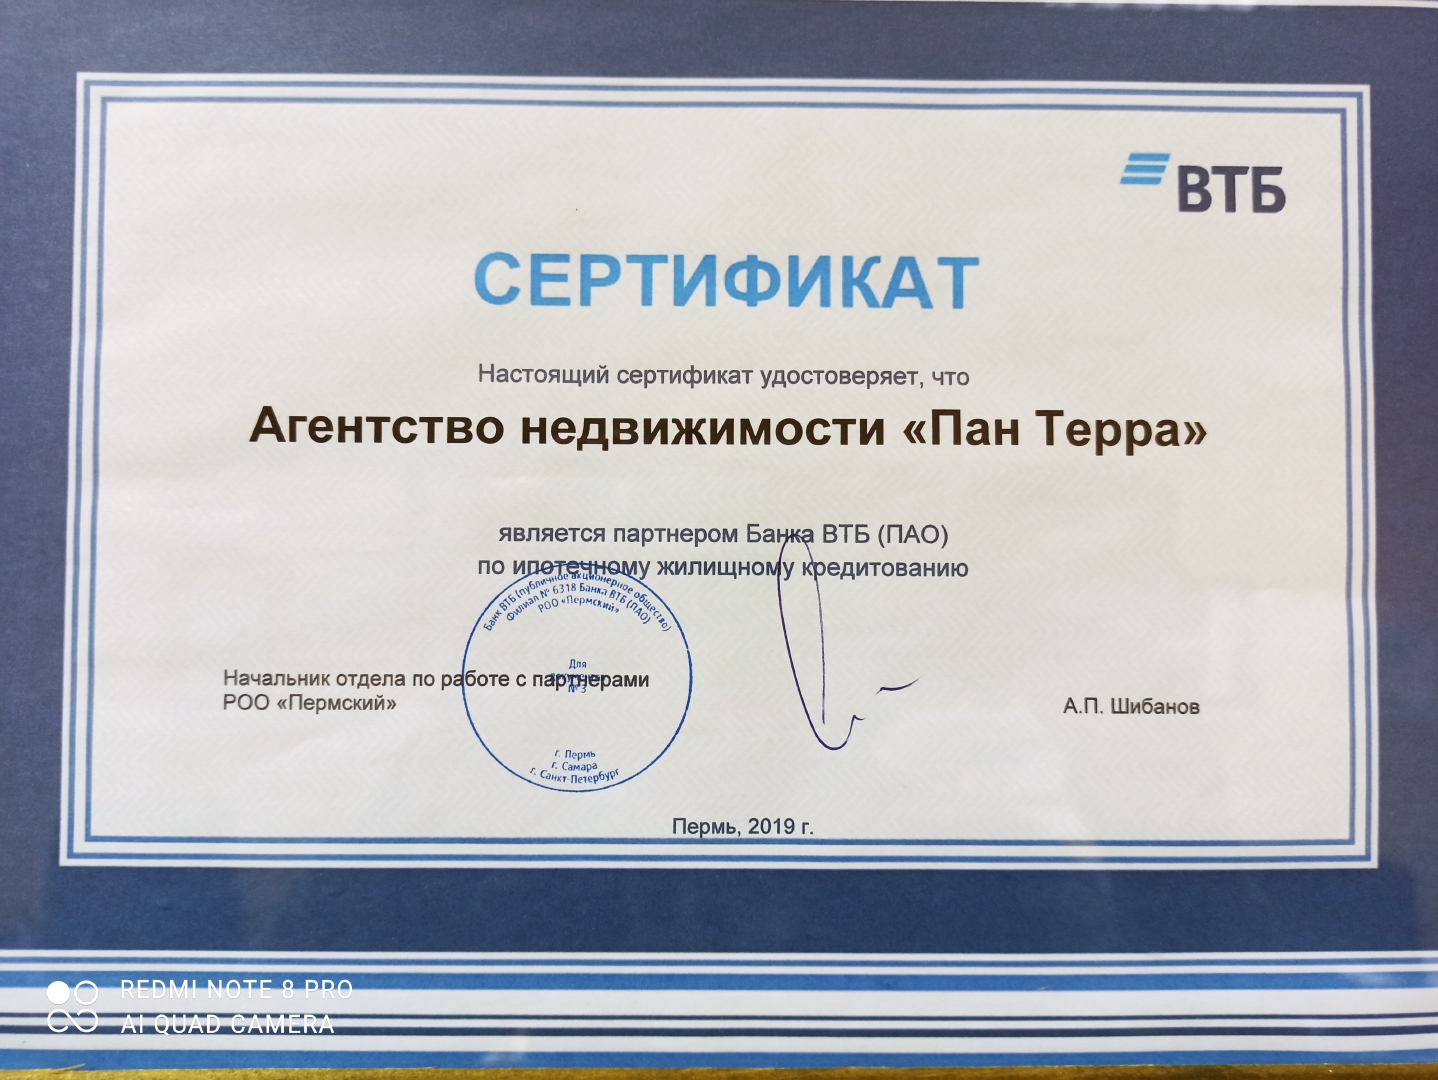 ВТБ
СЕРТИФИКАТ
Настоящий сертификат удостоверяет, что
Агентство недвижимости «Пан Терра»
является партнером Банка ВТБ (ПАО)
по ипотечному жилищному кредитованию
Банк ВТБ (публичное акционерное общество)
Филиал № 6318 Банка ВТБ (ПАО)
РОО «Пермский»
Для
№ 3
г. Пермь
г. Самара
г. Санкт-Петербург
Начальник отдела по работе с партнерами
РОО «Пермский»
А.П. Шибанов
Пермь, 2019 г.
REDMI NOTE 8 PRO
AI QUAD CAMERA